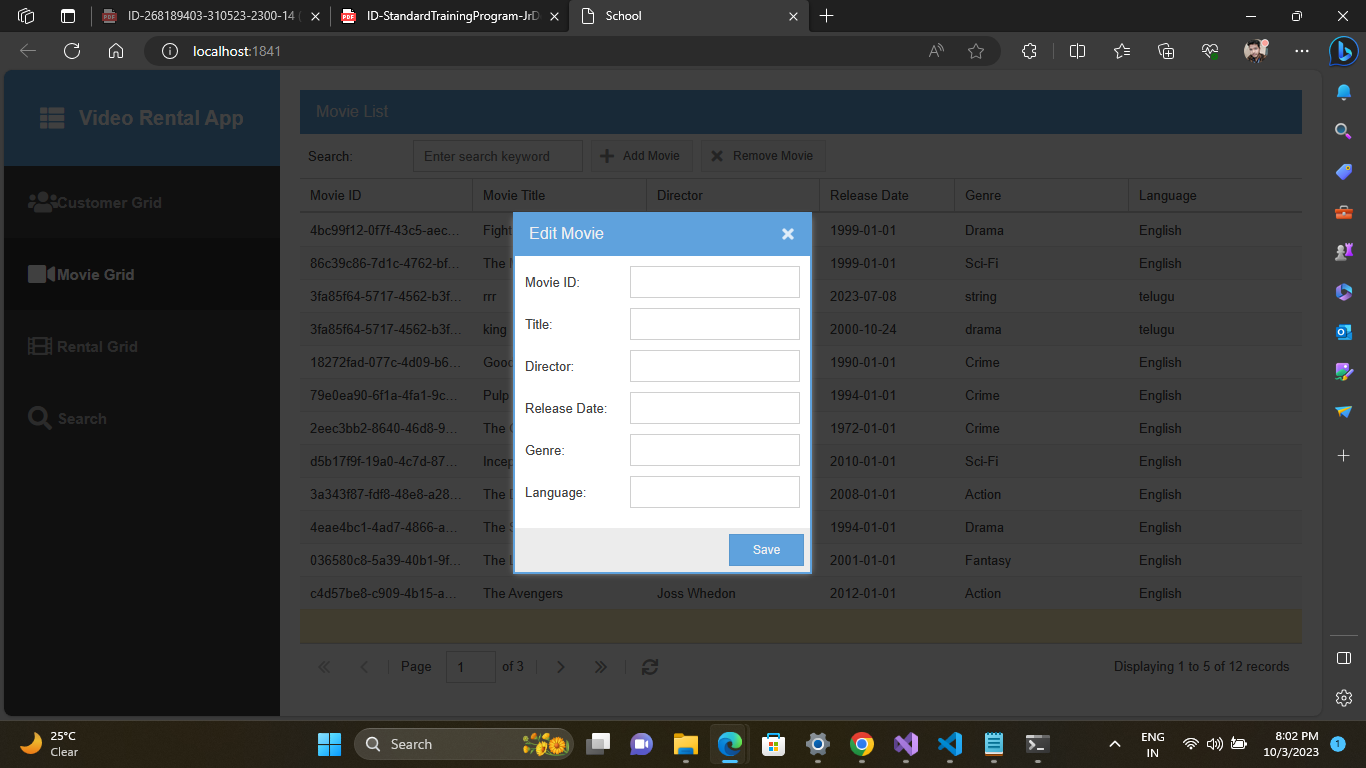 ID-268189403-310523-2300-14 (
ID-StandardTrainingProgram-JrD
School
localhost:1841
Video Rental App
Movie List
Search:
Enter search keyword
Add Movie
Remove Movie
Customer Grid
Movie Grid
Rental Grid
Search
Movie ID Movie Title Director Release Date Genre Language
4bc99f12-0f7f-43c5-aec... Fight 1999-01-01 Drama English
86c39c86-7d1c-4762-bf... The 1999-01-01 Sci-Fi English
3fa85f64-5717-4562-b3f... rrr 2023-07-08 string telugu
3fa85f64-5717-4562-b3f... king 2000-10-24 drama telugu
18272fad-077c-4d09-b6... Good 1990-01-01 Crime English
79e0ea90-6f1a-4fa1-9c... Pulp 1994-01-01 Crime English
2eec3bb2-8640-46d8-9... The 1972-01-01 Crime English
d5b17f9f-19a0-4c7d-87... Incep 2010-01-01 Sci-Fi English
3a343f87-fdf8-48e8-a28... The 2008-01-01 Action English
4eae4bc1-4ad7-4866-a... The 1994-01-01 Drama English
036580c8-5a39-40b1-9f... The 2001-01-01 Fantasy English
c4d57be8-c909-4b15-a... The Avengers Joss Whedon 2012-01-01 Action English
Edit Movie
Movie ID:
Title:
Director:
Release Date:
Genre:
Language:
Save
Page 1 of 3
Displaying 1 to 5 of 12 records
25°C
Clear
Search
ENG
IN
8:02 PM
10/3/2023
1